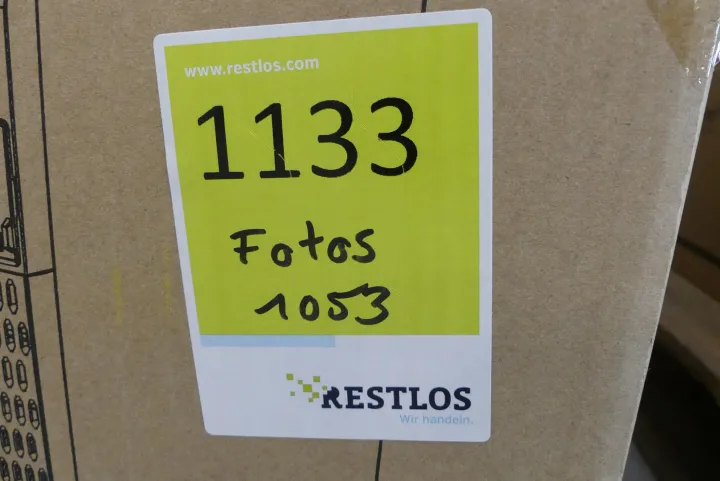 www.restlos.com
1133
Fotos
1053
RESTLOS
Wir handeln.